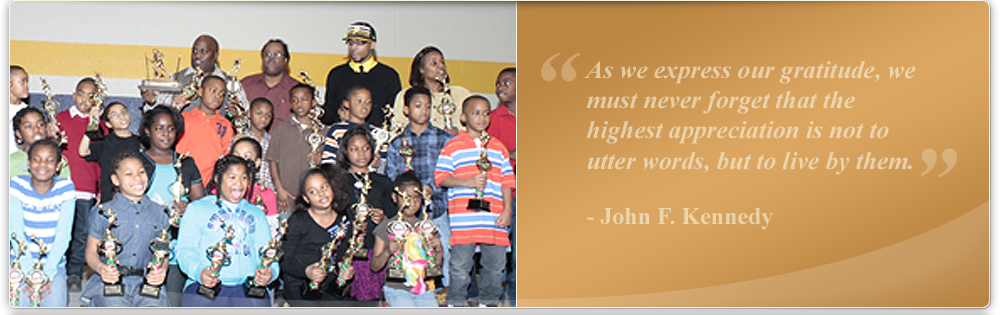 “As we express our gratitude, we
must never forget that the
highest appreciation is not to
utter words, but to live by them.”
- John F. Kennedy